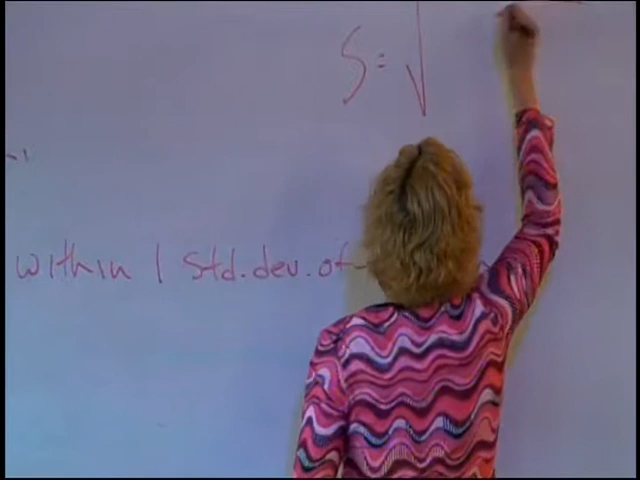 S = √
within 1 std. dev. of